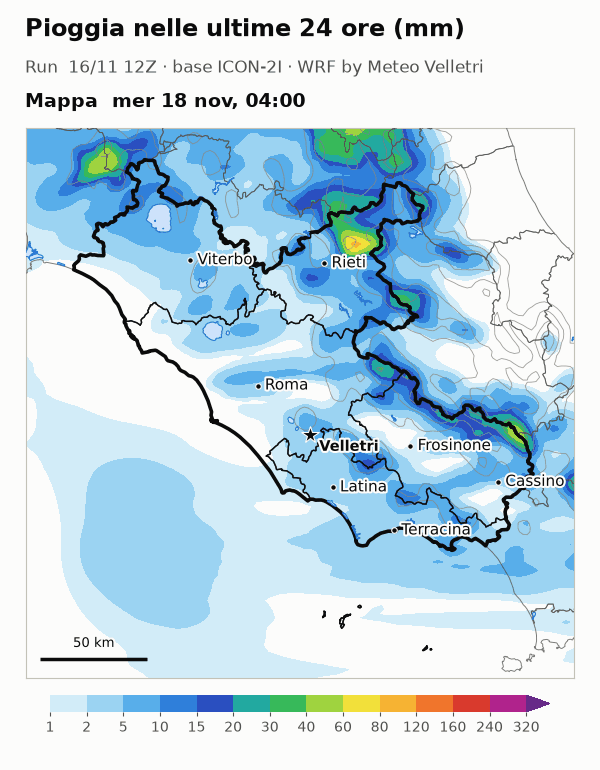 Pioggia nelle ultime 24 ore (mm)
Run 16/11 12Z · base ICON-2I · WRF by Meteo Velletri
Mappa mer 18 nov, 04:00
Viterbo
Rieti
Roma
Velletri
Frosinone
Latina
Cassino
Terracina
50 km
1 2 5 10 15 20 30 40 60 80 120 160 240 320